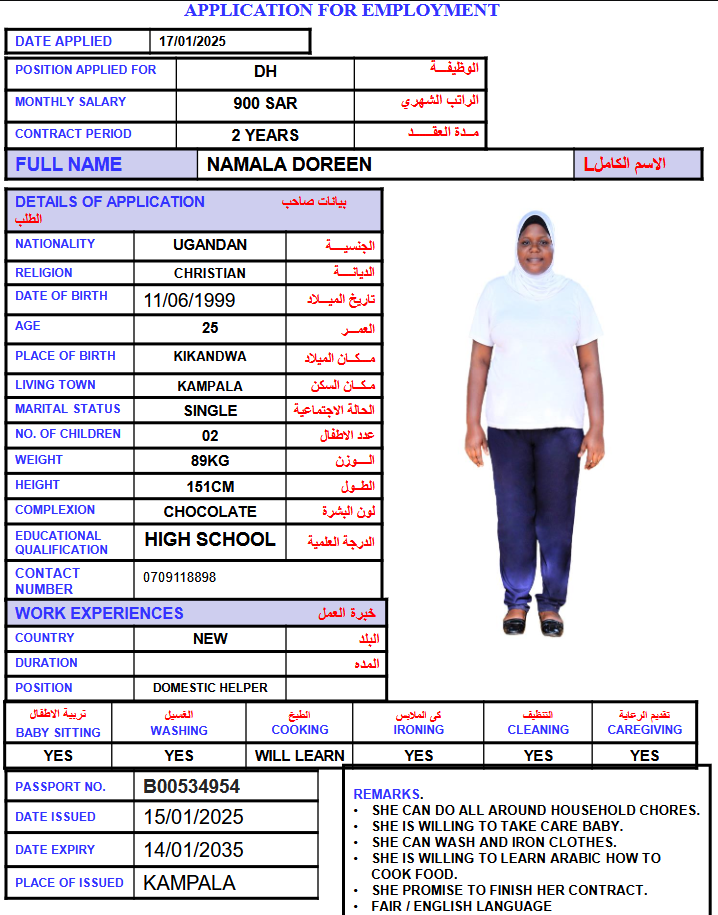 APPLICATION FOR EMPLOYMENT
DATE APPLIED 17/01/2025
POSITION APPLIED FOR DH الوظيفـــة
MONTHLY SALARY 900 SAR الراتب الشهري
CONTRACT PERIOD 2 YEARS مـدة العقـــد
FULL NAME NAMALA DOREEN الاسم الكاملL
DETAILS OF APPLICATION بيانات صاحب
الطلب
NATIONALITY UGANDAN الجنسيـــة
RELIGION CHRISTIAN الديانــــة
DATE OF BIRTH 11/06/1999 تاريخ الميـــلاد
AGE 25 العمـــر
PLACE OF BIRTH KIKANDWA مــكـان الميلاد
LIVING TOWN KAMPALA مـكــان السكن
MARITAL STATUS SINGLE الحالة الاجتماعية
NO. OF CHILDREN 02 عدد الاطفال
WEIGHT 89KG الـــوزن
HEIGHT 151CM الطــول
COMPLEXION CHOCOLATE لون البشرة
EDUCATIONAL
QUALIFICATION HIGH SCHOOL الدرجة العلمية
CONTACT
NUMBER 0709118898
WORK EXPERIENCES خبرة العمل
COUNTRY NEW البلد
DURATION المده
POSITION DOMESTIC HELPER
تربية الاطفال الغسيل الطبخ كى الملابس التنظيف تقديم الرعاية
BABY SITTING WASHING COOKING IRONING CLEANING CAREGIVING
YES YES WILL LEARN YES YES YES
PASSPORT NO. B00534954
DATE ISSUED 15/01/2025
DATE EXPIRY 14/01/2035
PLACE OF ISSUED KAMPALA
REMARKS.
• SHE CAN DO ALL AROUND HOUSEHOLD CHORES.
• SHE IS WILLING TO TAKE CARE BABY.
• SHE CAN WASH AND IRON CLOTHES.
• SHE IS WILLING TO LEARN ARABIC HOW TO
COOK FOOD.
• SHE PROMISE TO FINISH HER CONTRACT.
• FAIR / ENGLISH LANGUAGE